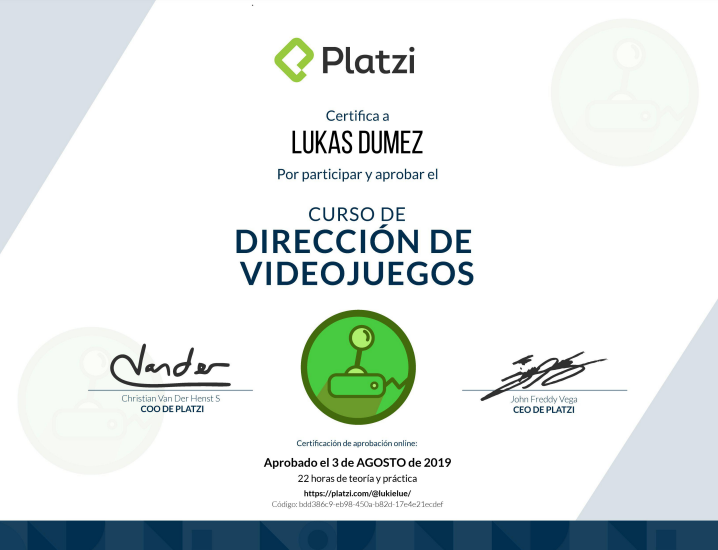 Platzi
Certifica a
LUKAS DUMEZ
Por participar y aprobar el
CURSO DE
DIRECCIÓN DE
VIDEOJUEGOS
Vander
Christian Van Der Henst S
COO DE PLATZI
John Freddy Vega
CEO DE PLATZI
Certificación de aprobación online:
Aprobado el 3 de AGOSTO de 2019
22 horas de teoría y práctica
https://platzi.com/@lukielue/
Código: bdd386c9-eb98-450a-b82d-17e4e21ecdef